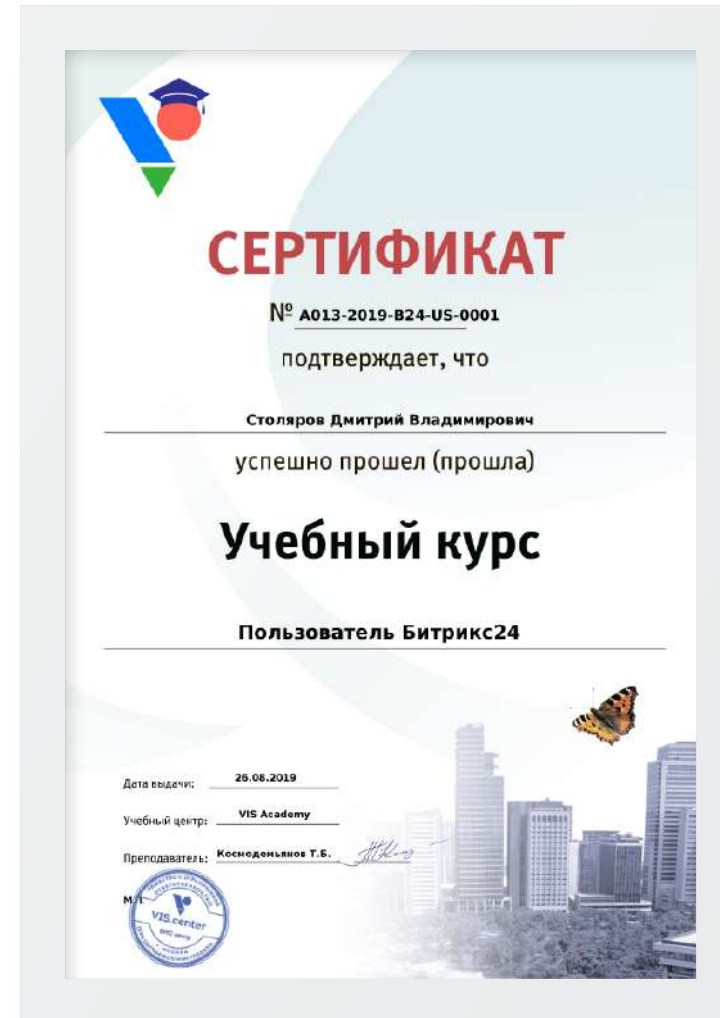 СЕРТИФИКАТ
№ A013-2019-B24-US-0001
подтверждает, что
Столяров Дмитрий Владимирович
успешно прошел (прошла)
Учебный курс
Пользователь Битрикс24
Дата выдачи: 26.08.2019
Учебный центр: VIS Academy
Преподаватель: Космодемьянов Т.Б.
VIS.center